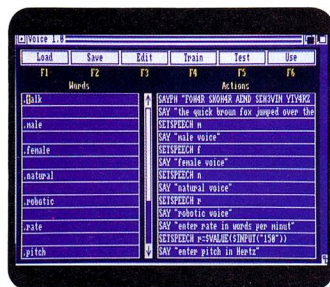 Voice 1.0
Load Save Edit Train Test Use
F1 F2 F3 F4 F5 F6
Words Actions
.talk
SAYPH "FOH4R SKOH4R AEND SEH3VIN YIY4R2
SAY "the quick brown fox jumped over the
.male
SETSPEECH m
SAY "male voice"
.female
SETSPEECH f
SAY "female voice"
.natural
SETSPEECH n
SAY "natural voice"
.robotic
SETSPEECH r
SAY "robotic voice"
.rate
SAY "enter rate in words per minut"
SETSPEECH r=$VALUE($INPUT("150"))
.pitch
SAY "enter pitch in Hertz"